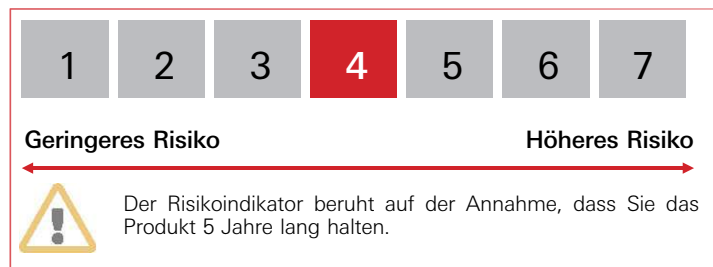 1 2 3 4 5 6 7
Geringeres Risiko Höheres Risiko
Der Risikoindikator beruht auf der Annahme, dass Sie das
Produkt 5 Jahre lang halten.